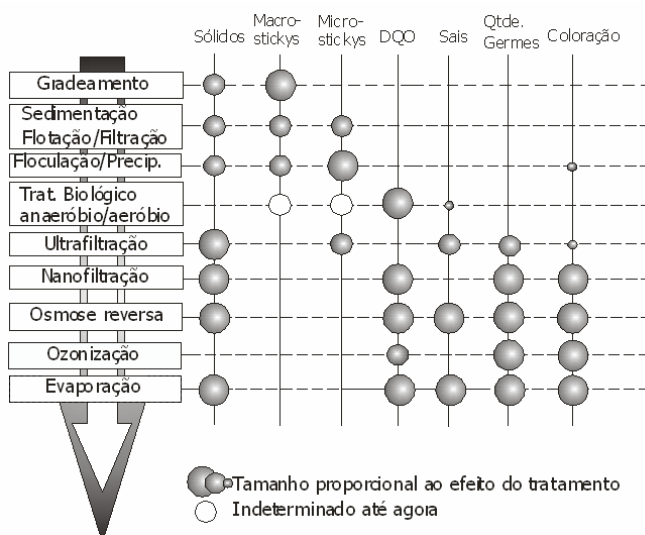 Sólidos
Macro-
stickys
Micro-
stickys
DQO
Sais
Qtde.
Germes
Coloração
Gradeamento
Sedimentação
Flotação/Filtração
Floculação/Precip.
Trat. Biológico
anaeróbio/aeróbio
Ultrafiltração
Nanofiltração
Osmose reversa
Ozonização
Evaporação
Tamanho proporcional ao efeito do tratamento
Indeterminado até agora